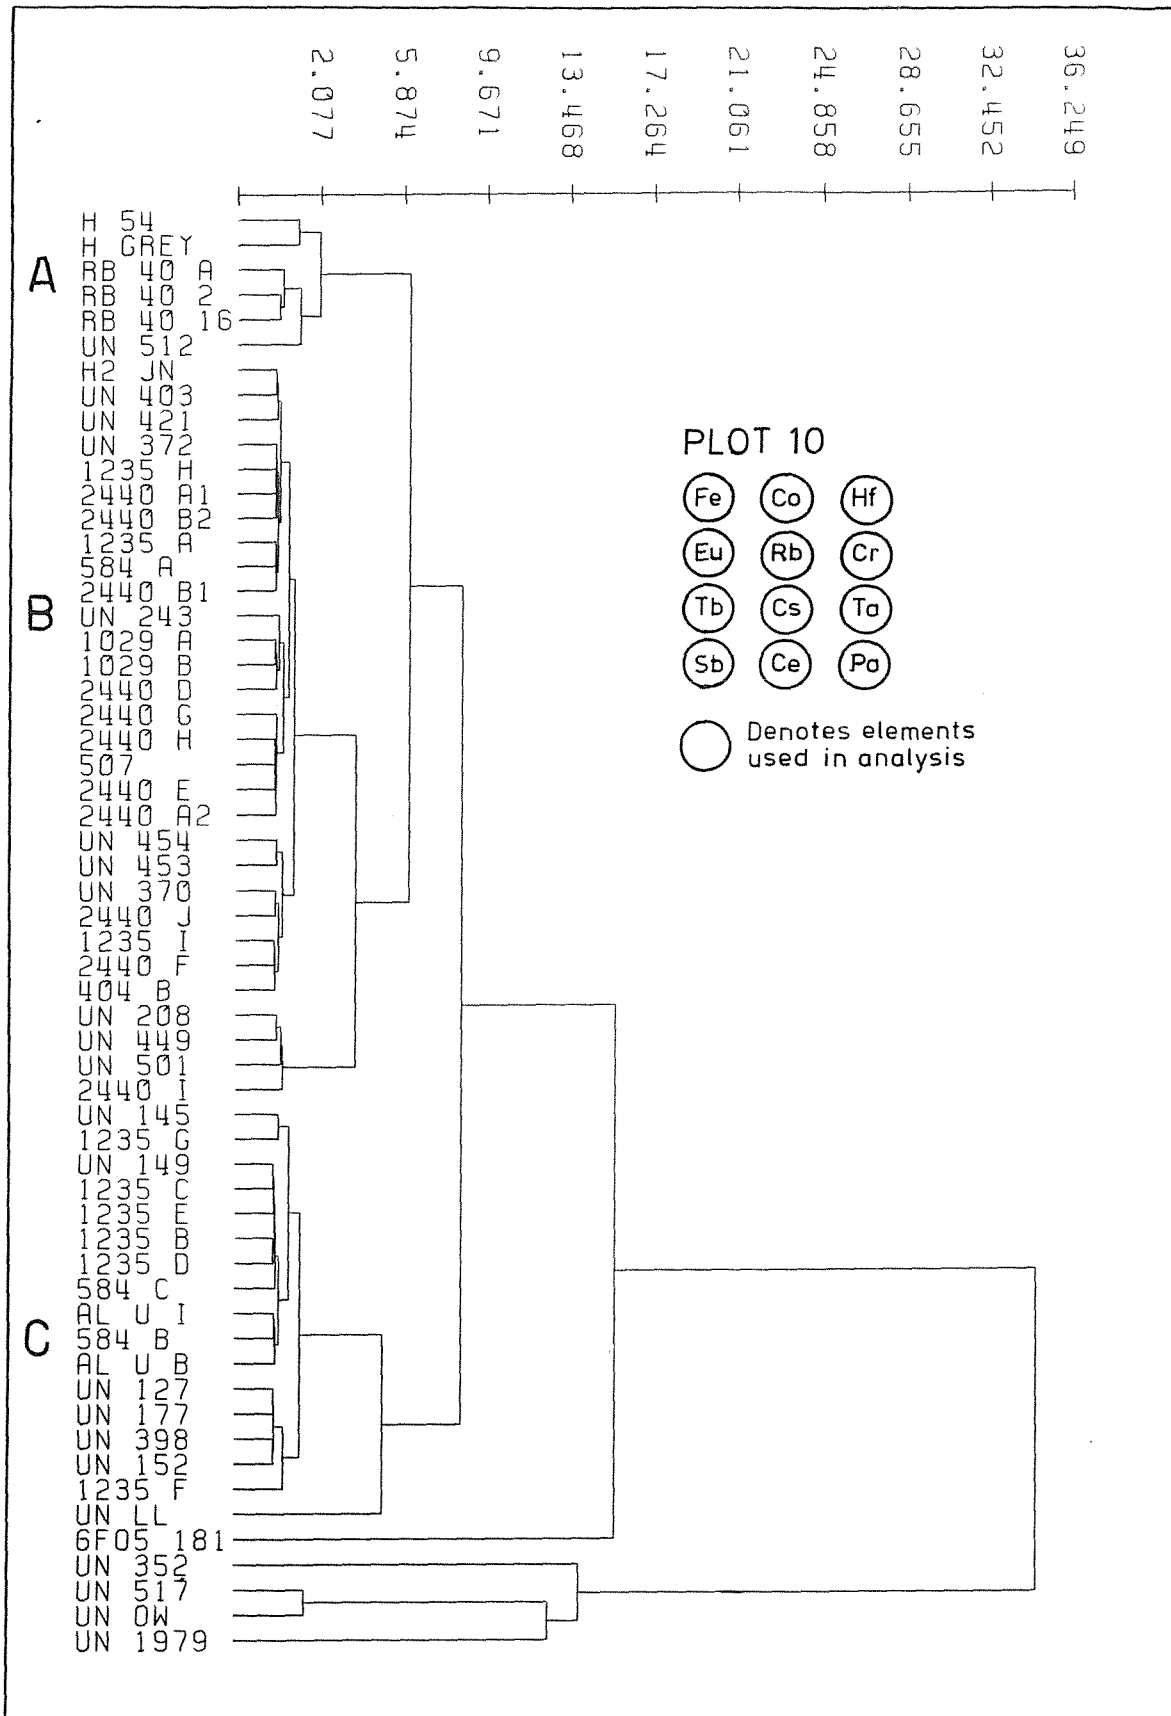 2.077 5.874 9.671 13.468 17.264 21.061 24.858 28.655 32.452 36.249
A
B
C
H 54
H GREY
RB 40 A
RB 40 2
RB 40 16
UN 512
H2 JN
UN 403
UN 421
UN 372
1235 H
2440 A1
2440 B2
1235 A
584 A
2440 B1
UN 243
1029 A
1029 B
2440 D
2440 G
2440 H
507
2440 E
2440 A2
UN 454
UN 453
UN 370
2440 J
1235 I
2440 F
404 B
UN 208
UN 449
UN 501
2440 I
UN 145
1235 G
UN 149
1235 C
1235 E
1235 B
1235 D
584 C
AL U I
584 B
AL U B
UN 127
UN 177
UN 398
UN 152
1235 F
UN LL
6F05 181
UN 352
UN 517
UN OW
UN 1979
PLOT 10
Fe Co Hf
Eu Rb Cr
Tb Cs Ta
Sb Ce Pa
Denotes elements
used in analysis